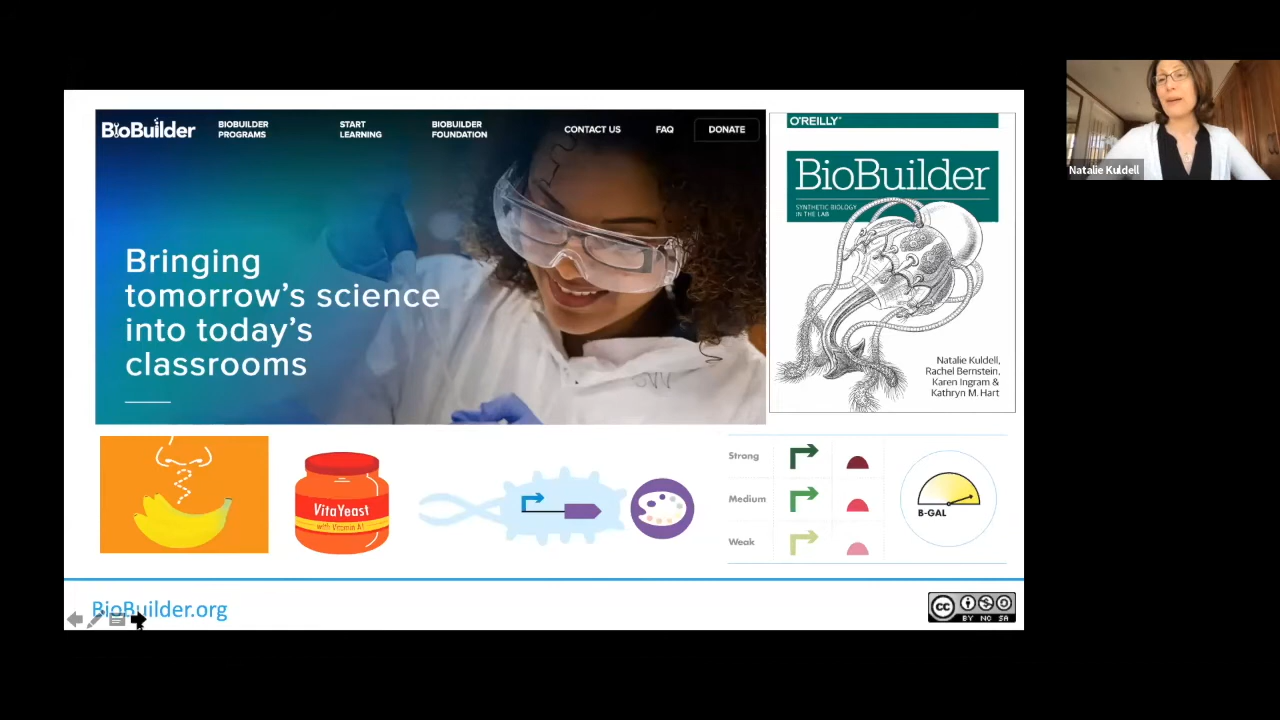 BioBuilder
BIOBUILDER
PROGRAMS
START
LEARNING
BIOBUILDER
FOUNDATION
CONTACT US
FAQ
DONATE
Bringing
tomorrow's science
into today's
classrooms
O'REILLY®
BioBuilder
SYNTHETIC BIOLOGY
IN THE LAB
Natalie Kuldell,
Rachel Bernstein,
Karen Ingram &
Kathryn M. Hart
Natalie Kuldell
VitaYeast
with Vitamin A!
Strong
Medium
Weak
B-GAL
BioBuilder.org
cc
BY NC SA